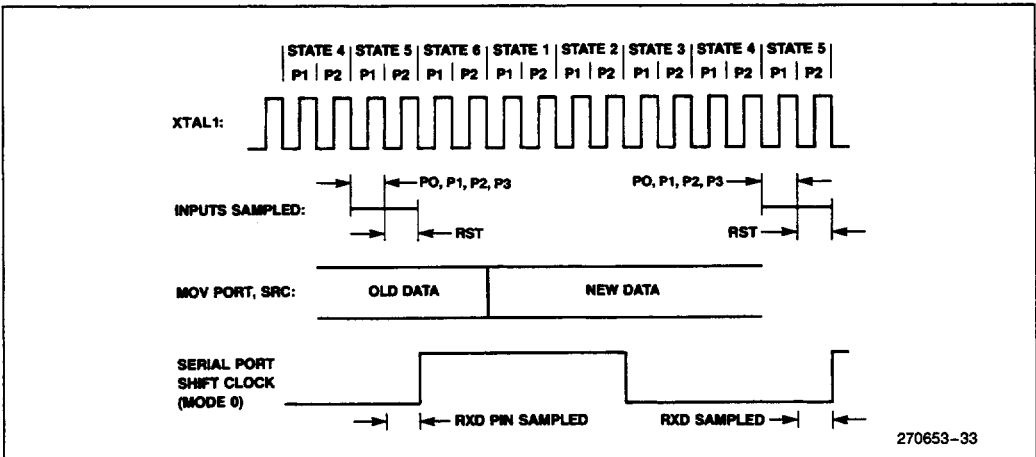 STATE 4 | STATE 5 | STATE 6 | STATE 1 | STATE 2 | STATE 3 | STATE 4 | STATE 5
P1 | P2 | P1 | P2 | P1 | P2 | P1 | P2 | P1 | P2 | P1 | P2 | P1 | P2 | P1 | P2
XTAL1:
PO, P1, P2, P3 PO, P1, P2, P3
INPUTS SAMPLED:
RST RST
MOV PORT, SRC: OLD DATA NEW DATA
SERIAL PORT
SHIFT CLOCK
(MODE 0)
RXD PIN SAMPLED RXD SAMPLED
270653–33